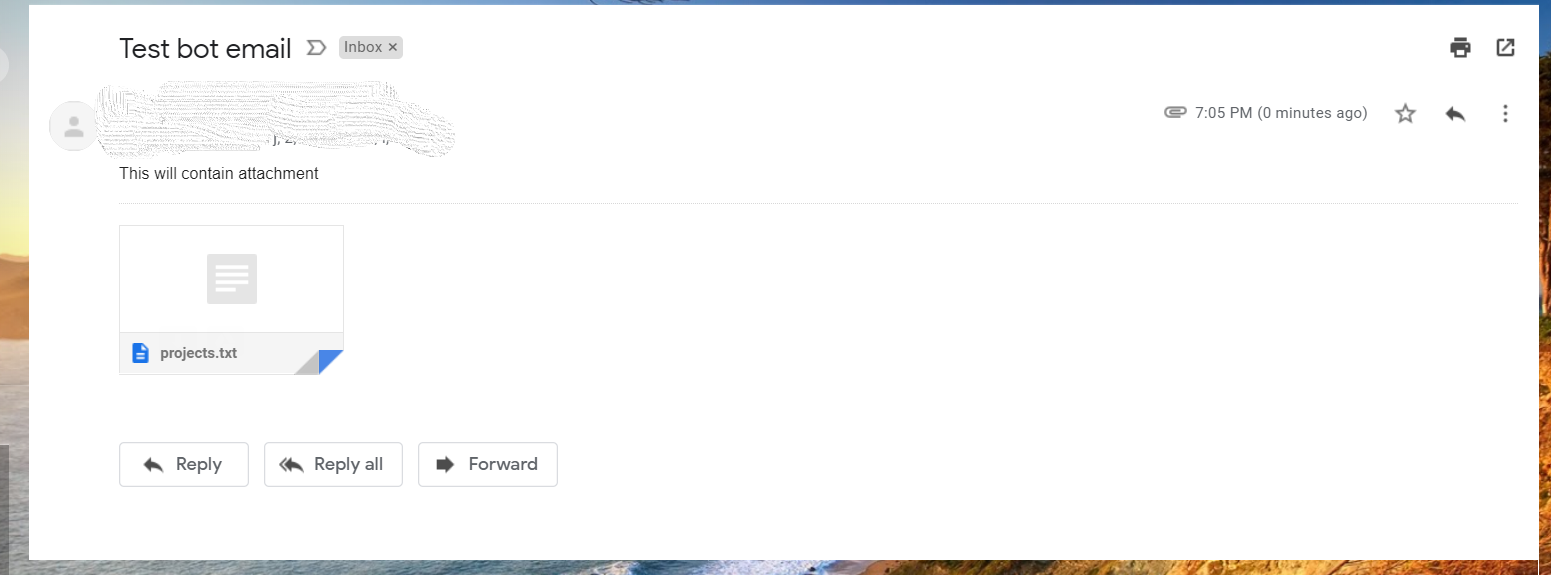 Test bot email
Inbox ×
7:05 PM (0 minutes ago)
This will contain attachment
projects.txt
Reply
Reply all
Forward